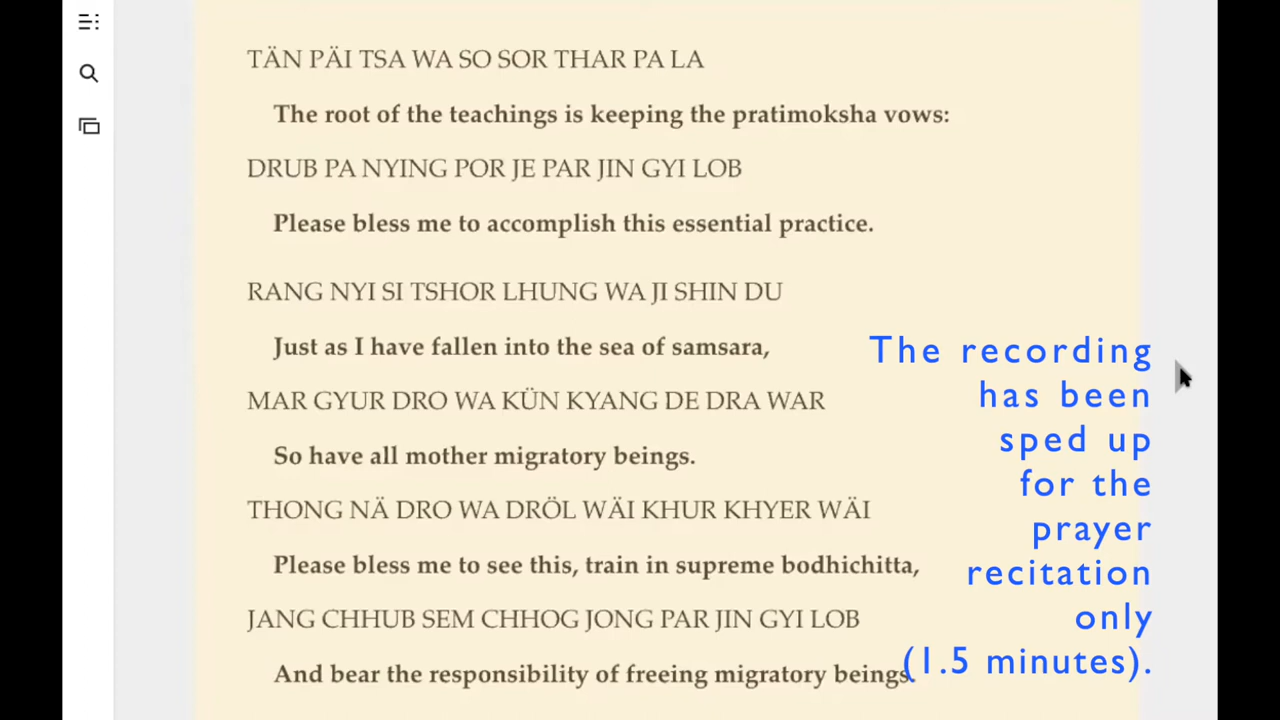 TÄN PÄI TSA WA SO SOR THAR PA LA
The root of the teachings is keeping the pratimoksha vows:
DRUB PA NYING POR JE PAR JIN GYI LOB
Please bless me to accomplish this essential practice.
RANG NYI SI TSHOR LHUNG WA JI SHIN DU
Just as I have fallen into the sea of samsara,
MAR GYUR DRO WA KÜN KYANG DE DRA WAR
So have all mother migratory beings.
THONG NÄ DRO WA DRÖL WÄI KHUR KHYER WÄI
Please bless me to see this, train in supreme bodhichitta,
JANG CHHUB SEM CHHOG JONG PAR JIN GYI LOB
And bear the responsibility of freeing migratory beings.
The recording
has been
sped up
for the
prayer
recitation
only
(1.5 minutes).